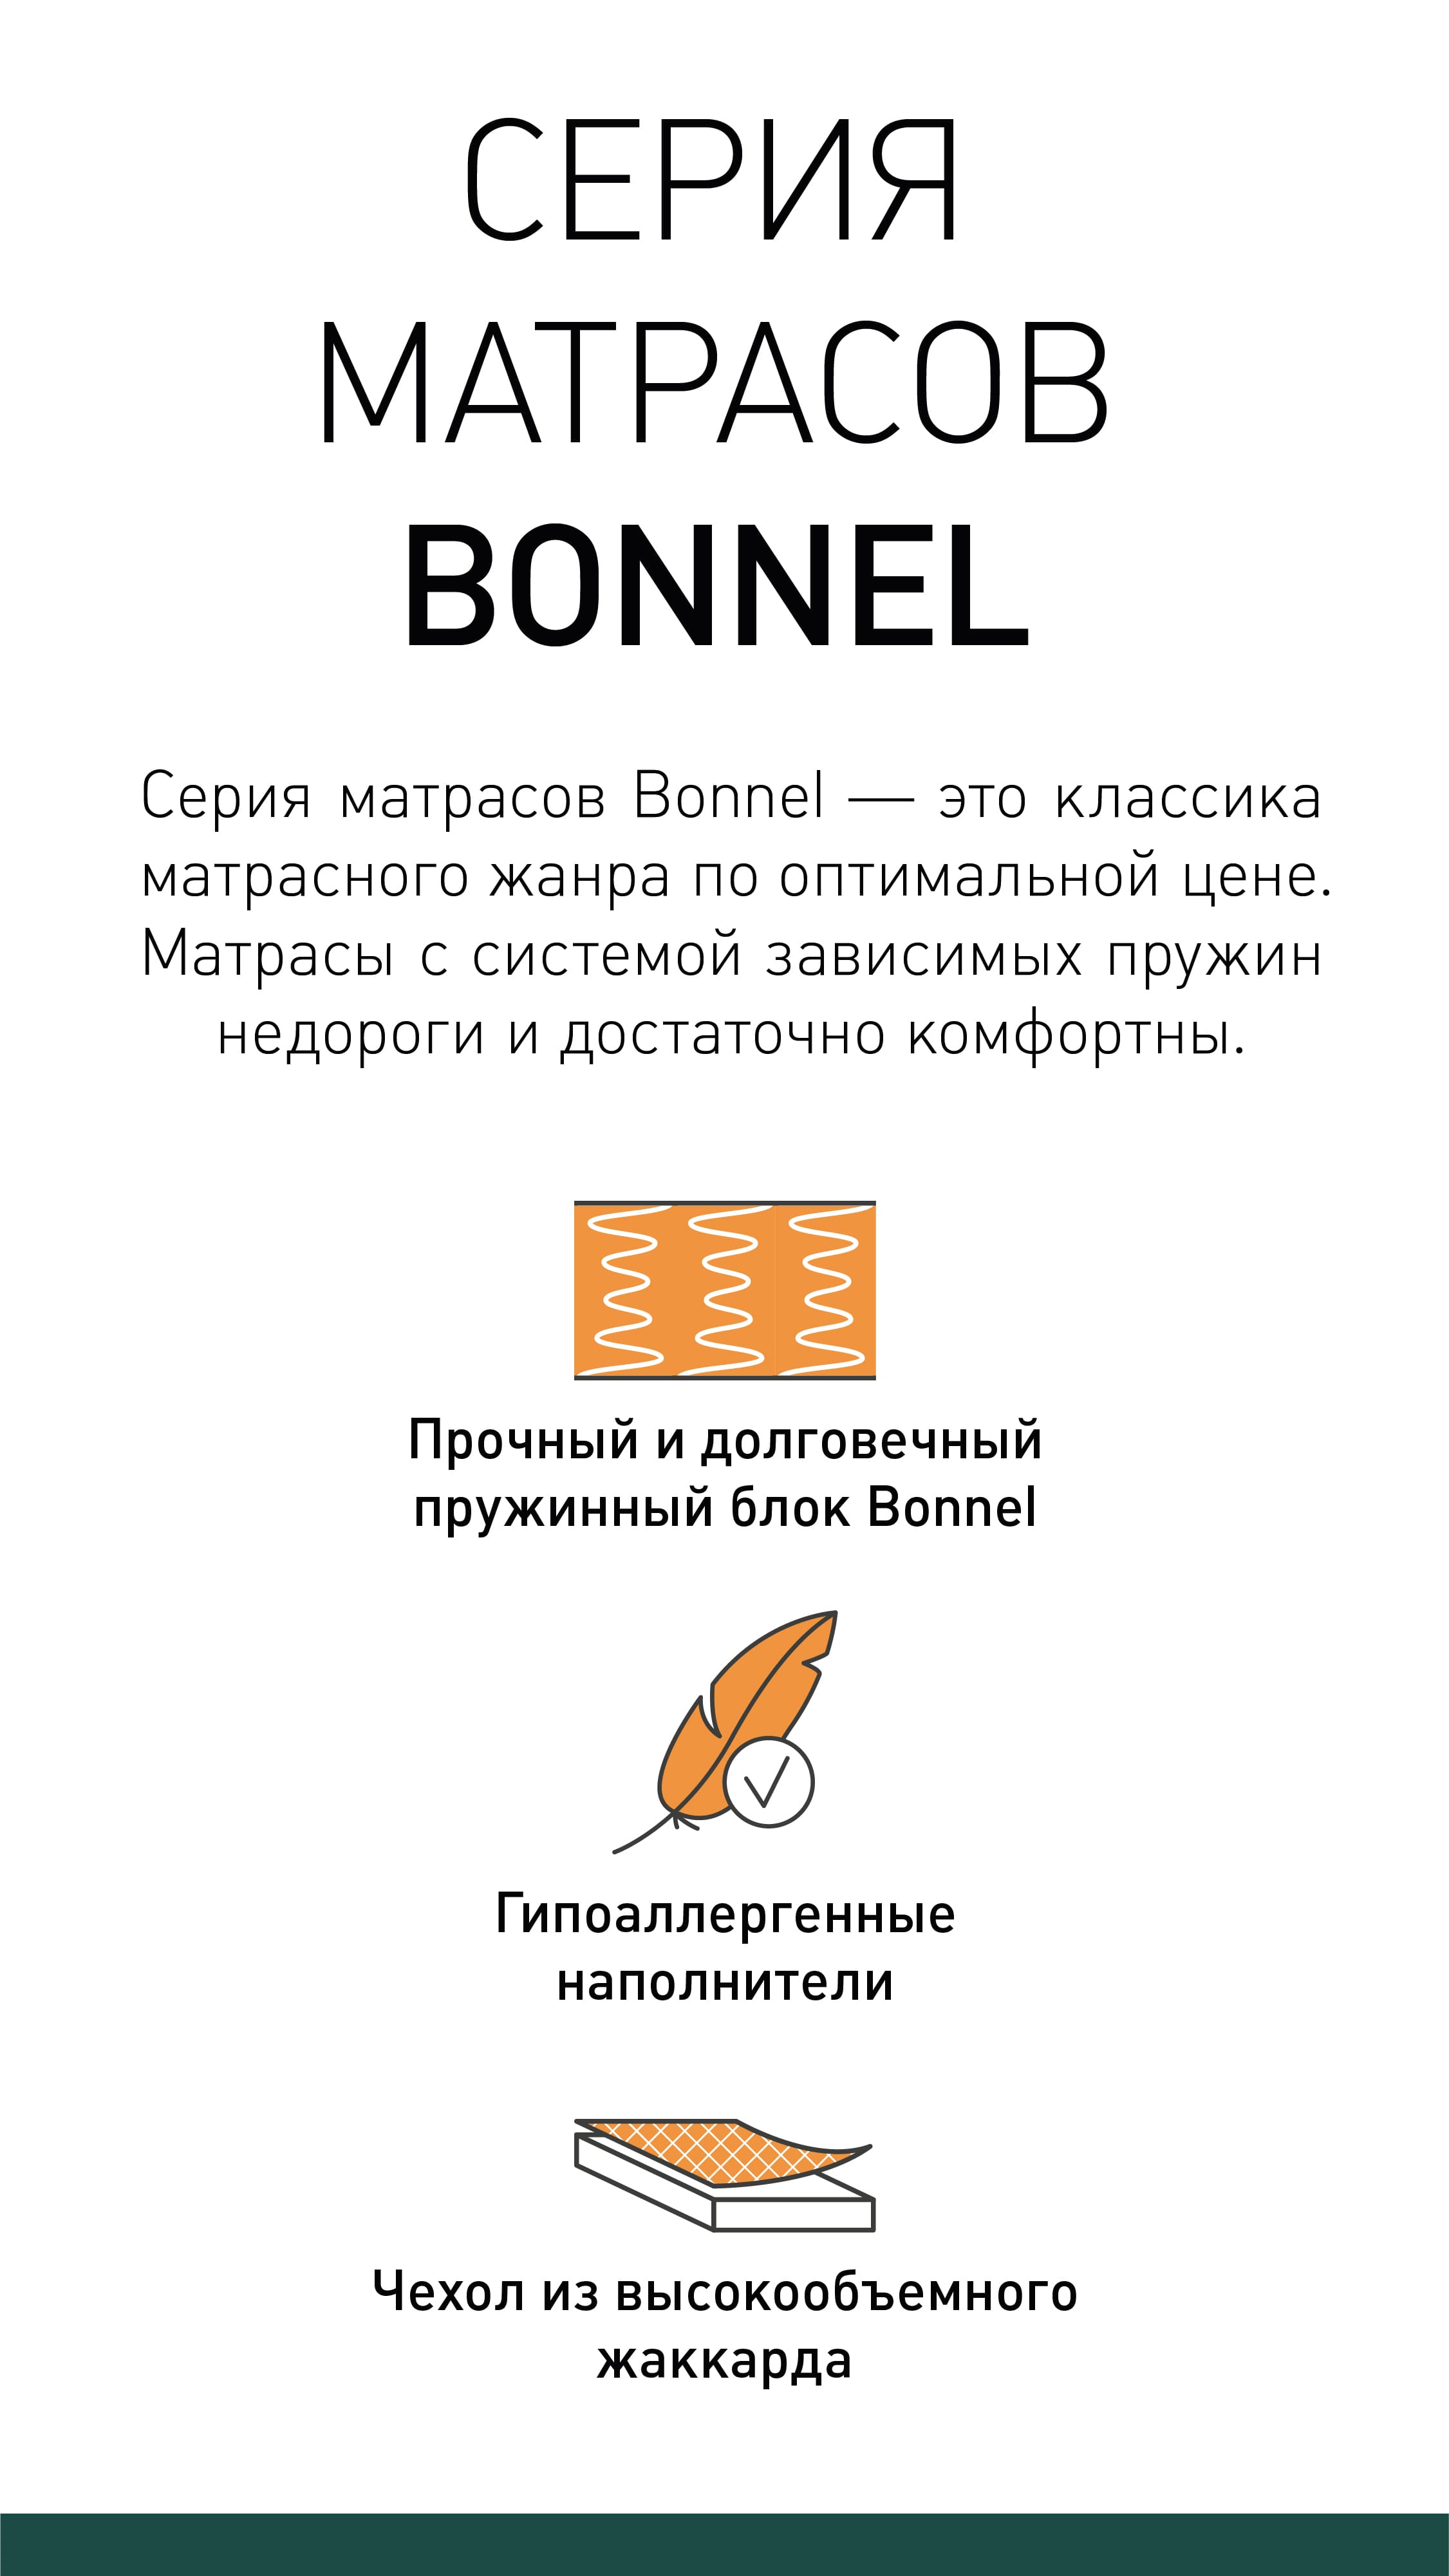 СЕРИЯ
МАТРАСОВ
BONNEL
Серия матрасов Bonnel — это классика
матрасного жанра по оптимальной цене.
Матрасы с системой зависимых пружин
недороги и достаточно комфортны.
Прочный и долговечный
пружинный блок Bonnel
Гипоаллергенные
наполнители
Чехол из высокообъемного
жаккарда